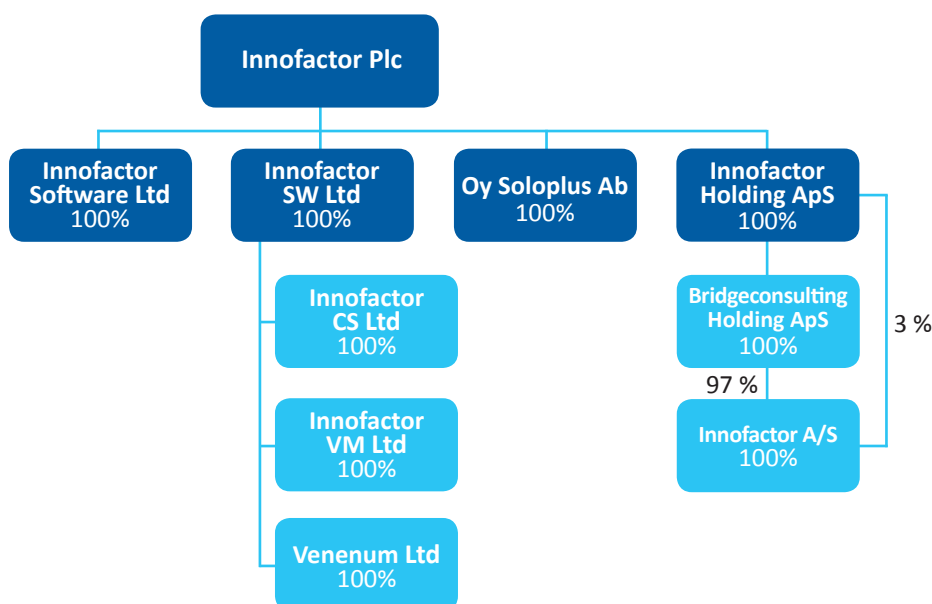 Innofactor Plc
Innofactor
Software Ltd
100%
Innofactor
SW Ltd
100%
Oy Soloplus Ab
100%
Innofactor
Holding ApS
100%
Innofactor
CS Ltd
100%
Bridgeconsulting
Holding ApS
100%
3 %
97 %
Innofactor
VM Ltd
100%
Innofactor A/S
100%
Venenum Ltd
100%